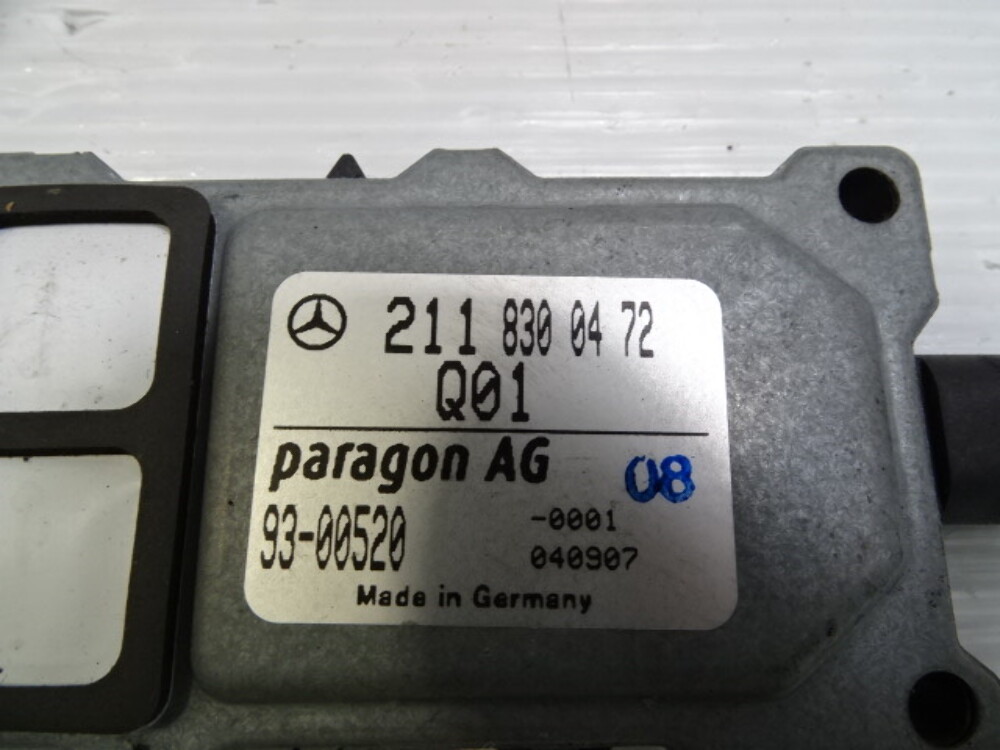 211 830 04 72
Q01
paragon AG 08
93-00520 -0001
040907
Made in Germany